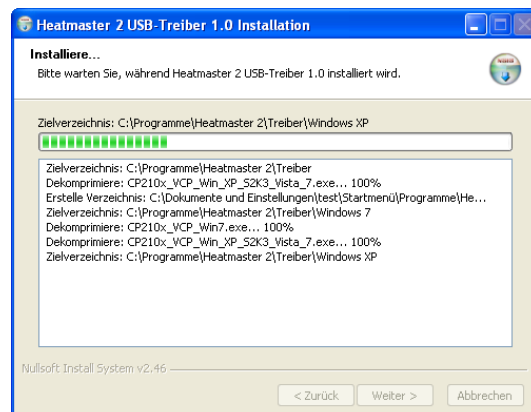 Heatmaster 2 USB-Treiber 1.0 Installation
Installiere...
Bitte warten Sie, während Heatmaster 2 USB-Treiber 1.0 installiert wird.
Zielverzeichnis: C:\Programme\Heatmaster 2\Treiber\Windows XP
Zielverzeichnis: C:\Programme\Heatmaster 2\Treiber
Dekomprimiere: CP210x_VCP_Win_XP_S2K3_Vista_7.exe... 100%
Erstelle Verzeichnis: C:\Dokumente und Einstellungen\test\Startmenü\Programme\He...
Zielverzeichnis: C:\Programme\Heatmaster 2\Treiber\Windows 7
Dekomprimiere: CP210x_VCP_Win7.exe... 100%
Dekomprimiere: CP210x_VCP_Win_XP_S2K3_Vista_7.exe... 100%
Zielverzeichnis: C:\Programme\Heatmaster 2\Treiber\Windows XP
Nullsoft Install System v2.46
< Zurück
Weiter >
Abbrechen